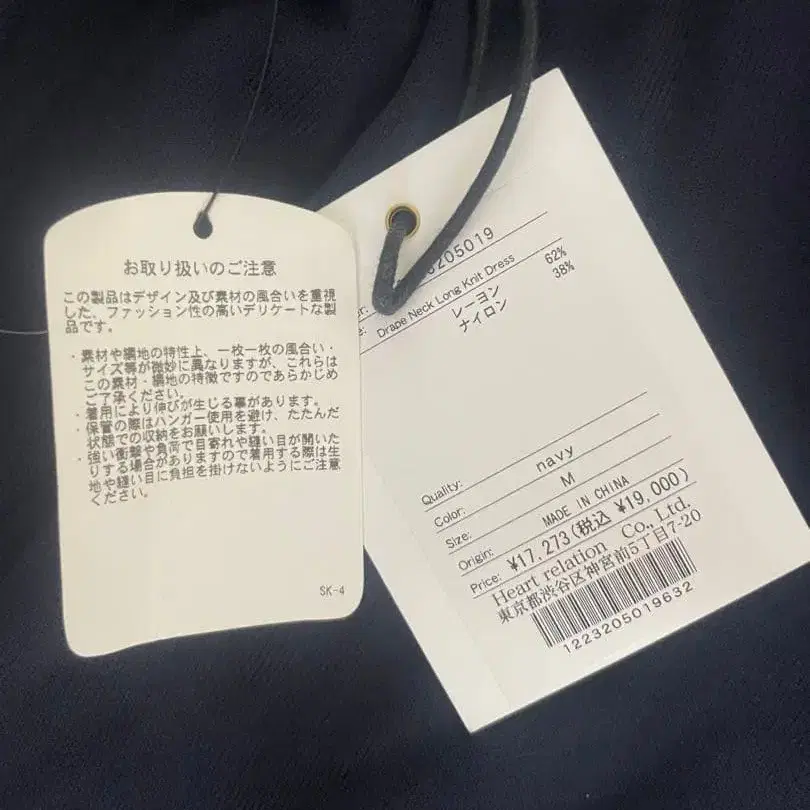 お取り扱いのご注意
この製品はデザイン及び素材の風合いを重視
した、ファッション性の高いデリケートな製
品です。
・素材や編地の特性上、一枚一枚の風合い・
サイズ等が微妙に異なりますが、これらは
この素材・編地の特徴ですのであらかじめ
ご了承ください。
・着用により伸びが生じる事があります。
・保管の際はハンガー使用を避け、たたんだ
状態での収納をお願いします。
・強い衝撃や負荷で目寄れや縫い目が開いた
りする場合がありますので着用する際は生
地や縫い目に負担を掛けないようにご注意
ください。
SK-4
205019
Drape Neck Long Knit Dress
レーヨン 62%
ナイロン 38%
Quality:
Color: navy
Size: M
Origin: MADE IN CHINA
Price: ¥17,273(税込 ¥19,000)
Heart relation Co., Ltd.
東京都渋谷区神宮前5丁目7-20
1223205019632